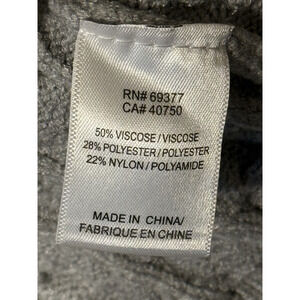 RN# 69377
CA# 40750
50% VISCOSE / VISCOSE
28% POLYESTER / POLYESTER
22% NYLON / POLYAMIDE
MADE IN CHINA/
FABRIQUE EN CHINE